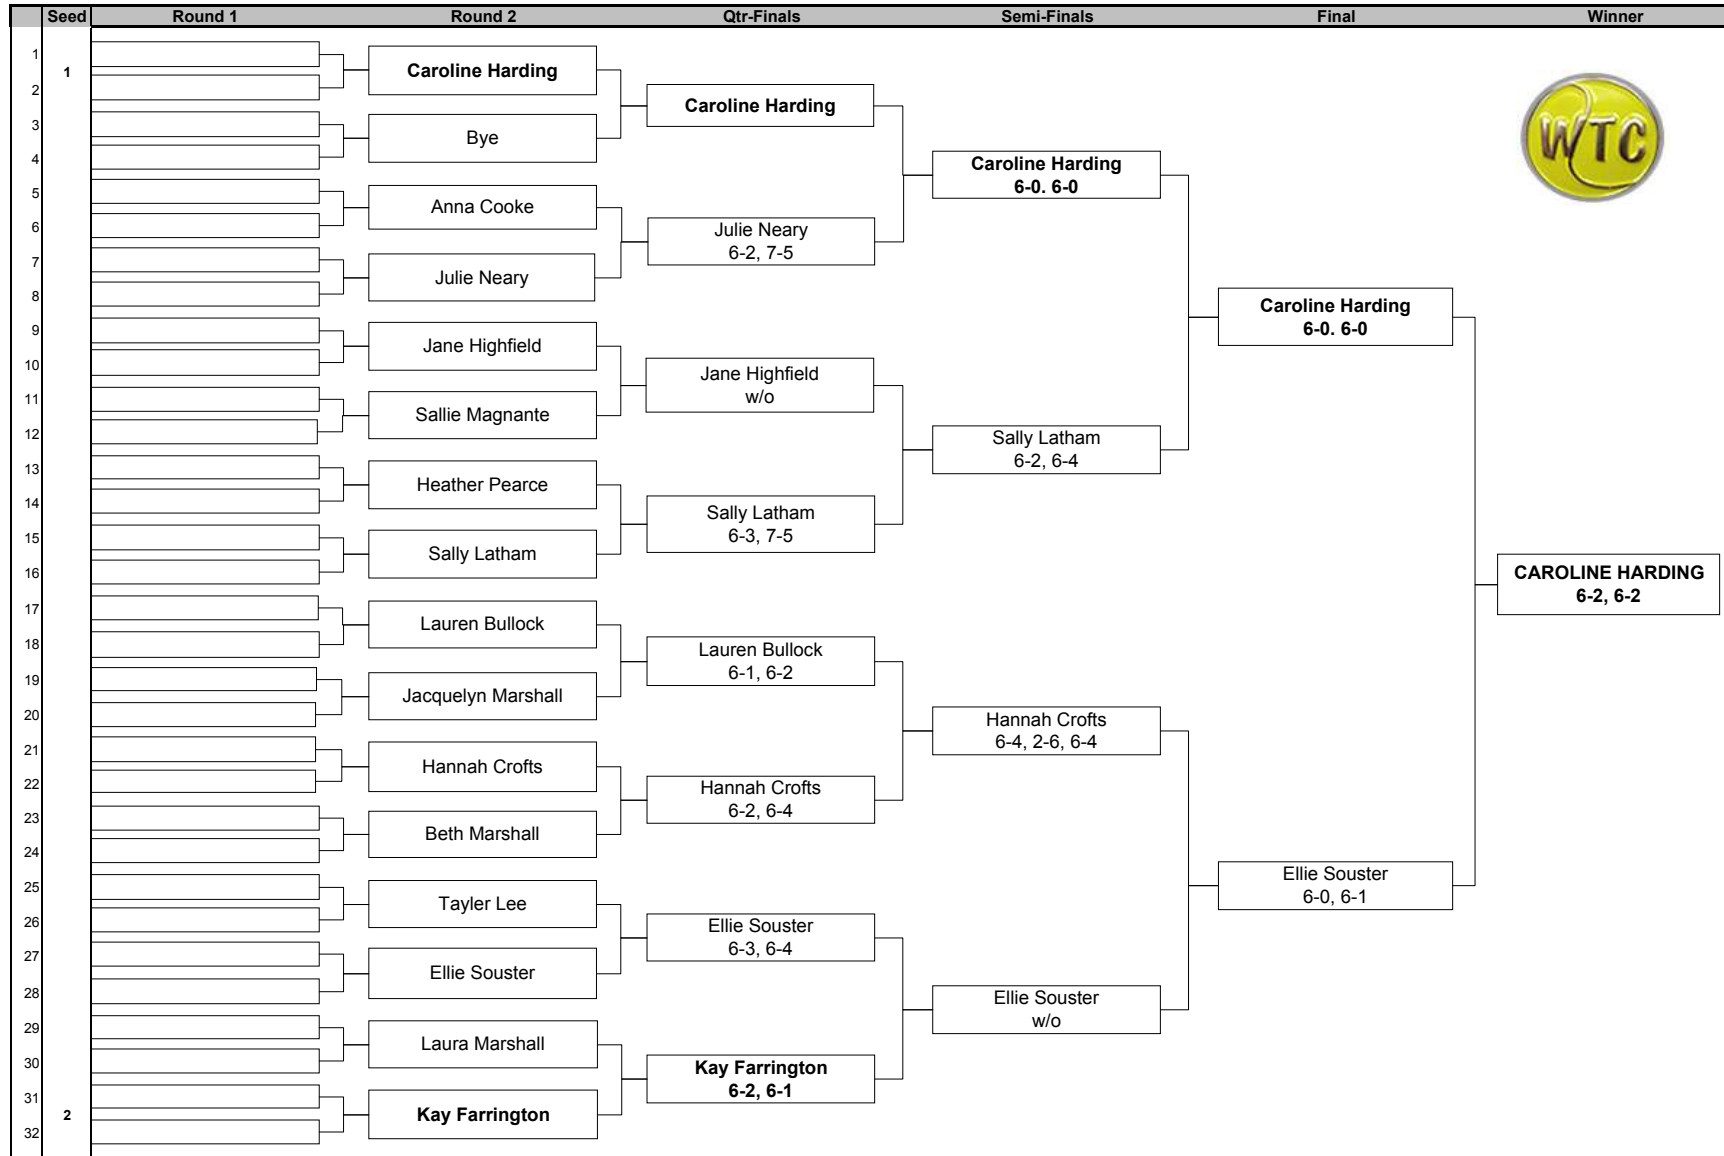 Seed Round 1 Round 2 Qtr-Finals Semi-Finals Final Winner
1
1
2
3
4
5
6
7
8
9
10
11
12
13
14
15
16
17
18
19
20
21
22
23
24
25
26
27
28
29
30
31
2
32
Caroline Harding
Bye
Anna Cooke
Julie Neary
Jane Highfield
Sallie Magnante
Heather Pearce
Sally Latham
Lauren Bullock
Jacquelyn Marshall
Hannah Crofts
Beth Marshall
Tayler Lee
Ellie Souster
Laura Marshall
Kay Farrington
Caroline Harding
Julie Neary
6-2, 7-5
Jane Highfield
w/o
Sally Latham
6-3, 7-5
Lauren Bullock
6-1, 6-2
Hannah Crofts
6-2, 6-4
Ellie Souster
6-3, 6-4
Kay Farrington
6-2, 6-1
Caroline Harding
6-0. 6-0
Sally Latham
6-2, 6-4
Hannah Crofts
6-4, 2-6, 6-4
Ellie Souster
w/o
Caroline Harding
6-0. 6-0
Ellie Souster
6-0, 6-1
WTC
CAROLINE HARDING
6-2, 6-2